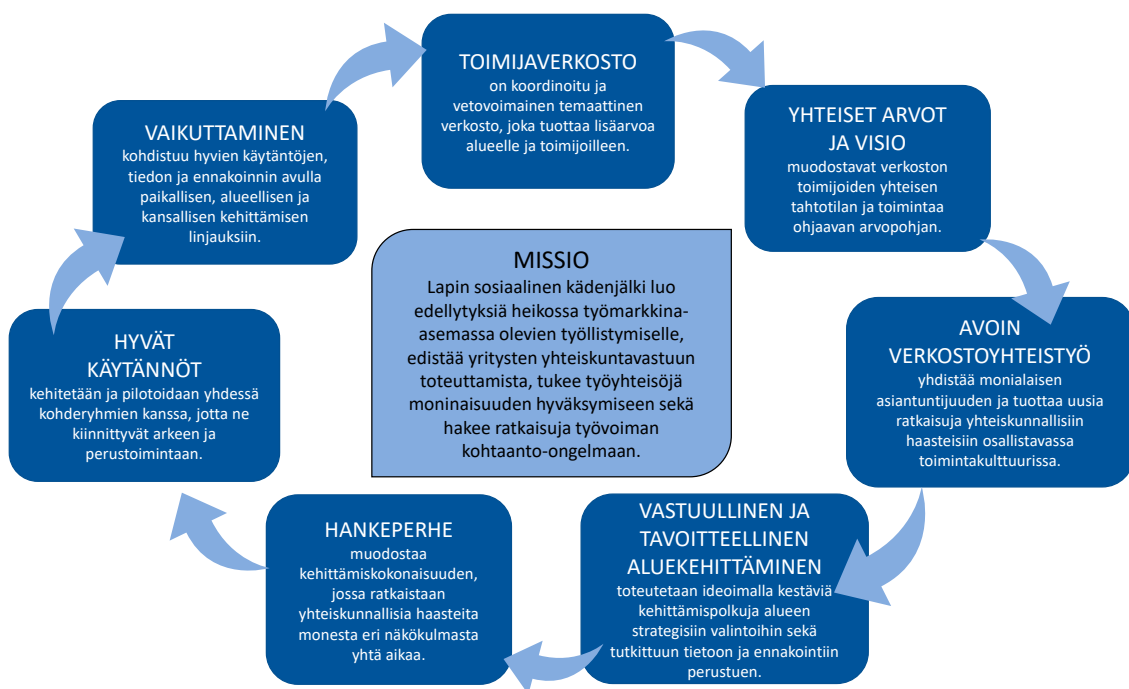 TOIMIJAVERKOSTO
on koordinoitu ja
vetovoimainen temaattinen
verkosto, joka tuottaa lisäarvoa
alueelle ja toimijoilleen.
YHTEISET ARVOT
JA VISIO
muodostavat verkoston
toimijoiden yhteisen
tahtotilan ja toimintaa
ohjaavan arvopohjan.
AVOIN
VERKOSTOYHTEISTYÖ
yhdistää monialaisen
asiantuntijuuden ja tuottaa uusia
ratkaisuja yhteiskunnallisiin
haasteisiin osallistavassa
toimintakulttuurissa.
VASTUULLINEN JA
TAVOITTEELLINEN
ALUEKEHITTÄMINEN
toteutetaan ideoimalla kestäviä
kehittämispolkuja alueen
strategisiin valintoihin sekä
tutkittuun tietoon ja ennakointiin
perustuen.
HANKEPERHE
muodostaa
kehittämiskokonaisuuden,
jossa ratkaistaan
yhteiskunnallisia haasteita
monesta eri näkökulmasta
yhtä aikaa.
HYVÄT
KÄYTÄNNÖT
kehitetään ja pilotoidaan yhdessä
kohderyhmien kanssa, jotta ne
kiinnittyvät arkeen ja
perustoimintaan.
VAIKUTTAMINEN
kohdistuu hyvien käytäntöjen,
tiedon ja ennakoinnin avulla
paikallisen, alueellisen ja
kansallisen kehittämisen
linjauksiin.
MISSIO
Lapin sosiaalinen kädenjälki luo
edellytyksiä heikossa työmarkkina-
asemassa olevien työllistymiselle,
edistää yritysten yhteiskuntavastuun
toteuttamista, tukee työyhteisöjä
moninaisuuden hyväksymiseen sekä
hakee ratkaisuja työvoiman
kohtaanto-ongelmaan.